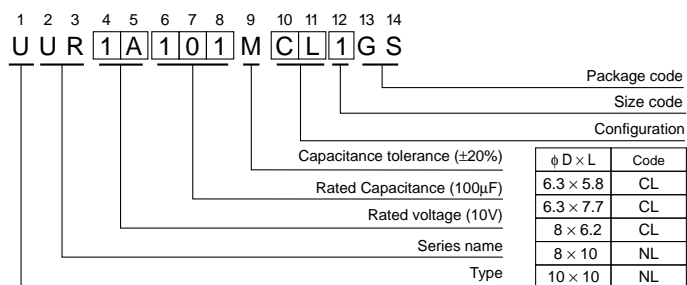 1 2 3 4 5 6 7 8 9 10 11 12 13 14
U U R 1 A 1 0 1 M C L 1 G S
Package code
Size code
Configuration
Capacitance tolerance (±20%)
Rated Capacitance (100µF)
Rated voltage (10V)
Series name
Type
ϕ D × L Code
6.3 × 5.8 CL
6.3 × 7.7 CL
8 × 6.2 CL
8 × 10 NL
10 × 10 NL